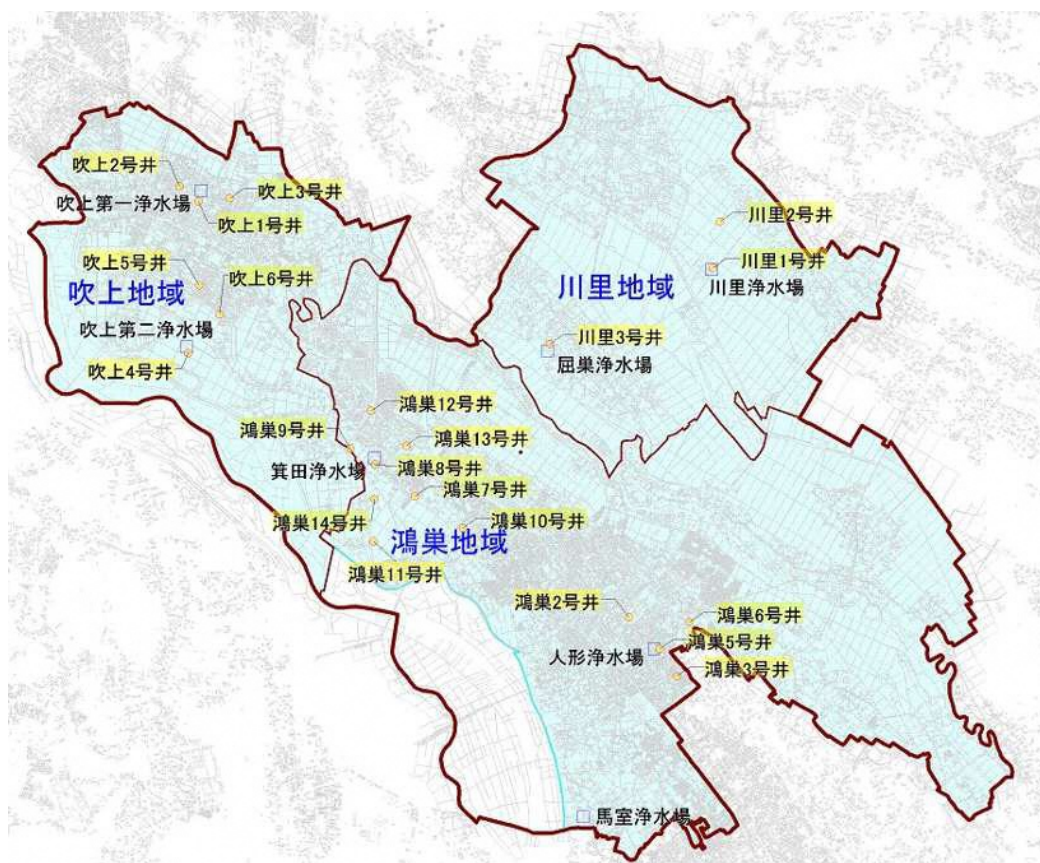 吹上2号井
吹上第一浄水場
吹上3号井
吹上1号井
吹上5号井
吹上6号井
吹上地域
吹上第二浄水場
吹上4号井
川里2号井
川里1号井
川里浄水場
川里地域
川里3号井
屈巣浄水場
鴻巣12号井
鴻巣9号井
鴻巣13号井
箕田浄水場
鴻巣8号井
鴻巣7号井
鴻巣14号井
鴻巣10号井
鴻巣地域
鴻巣11号井
鴻巣2号井
鴻巣6号井
鴻巣5号井
人形浄水場
鴻巣3号井
馬室浄水場